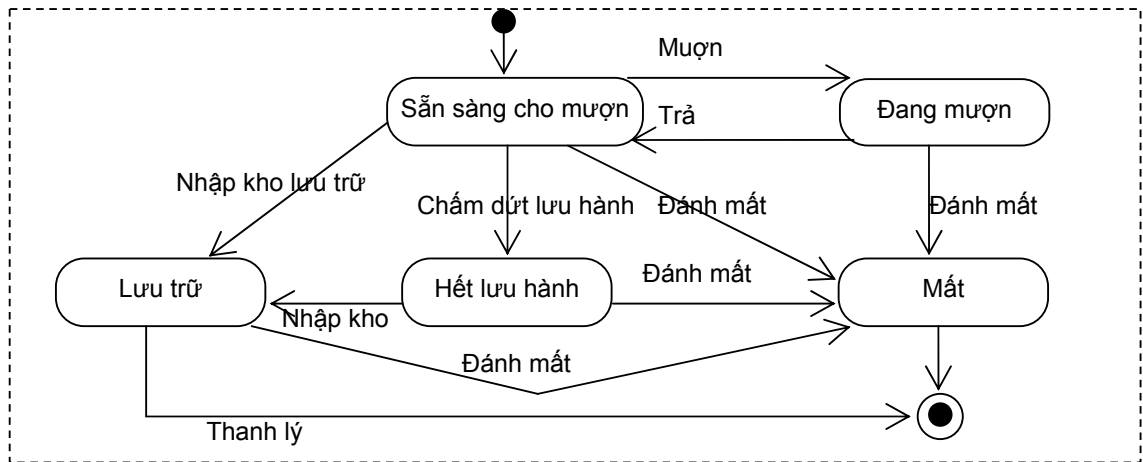 Muợn
Sẵn sàng cho mượn
Trả
Đang mượn
Nhập kho lưu trữ
Chấm dứt lưu hành
Đánh mất
Đánh mất
Lưu trữ
Hết lưu hành
Đánh mất
Mất
Nhập kho
Đánh mất
Thanh lý